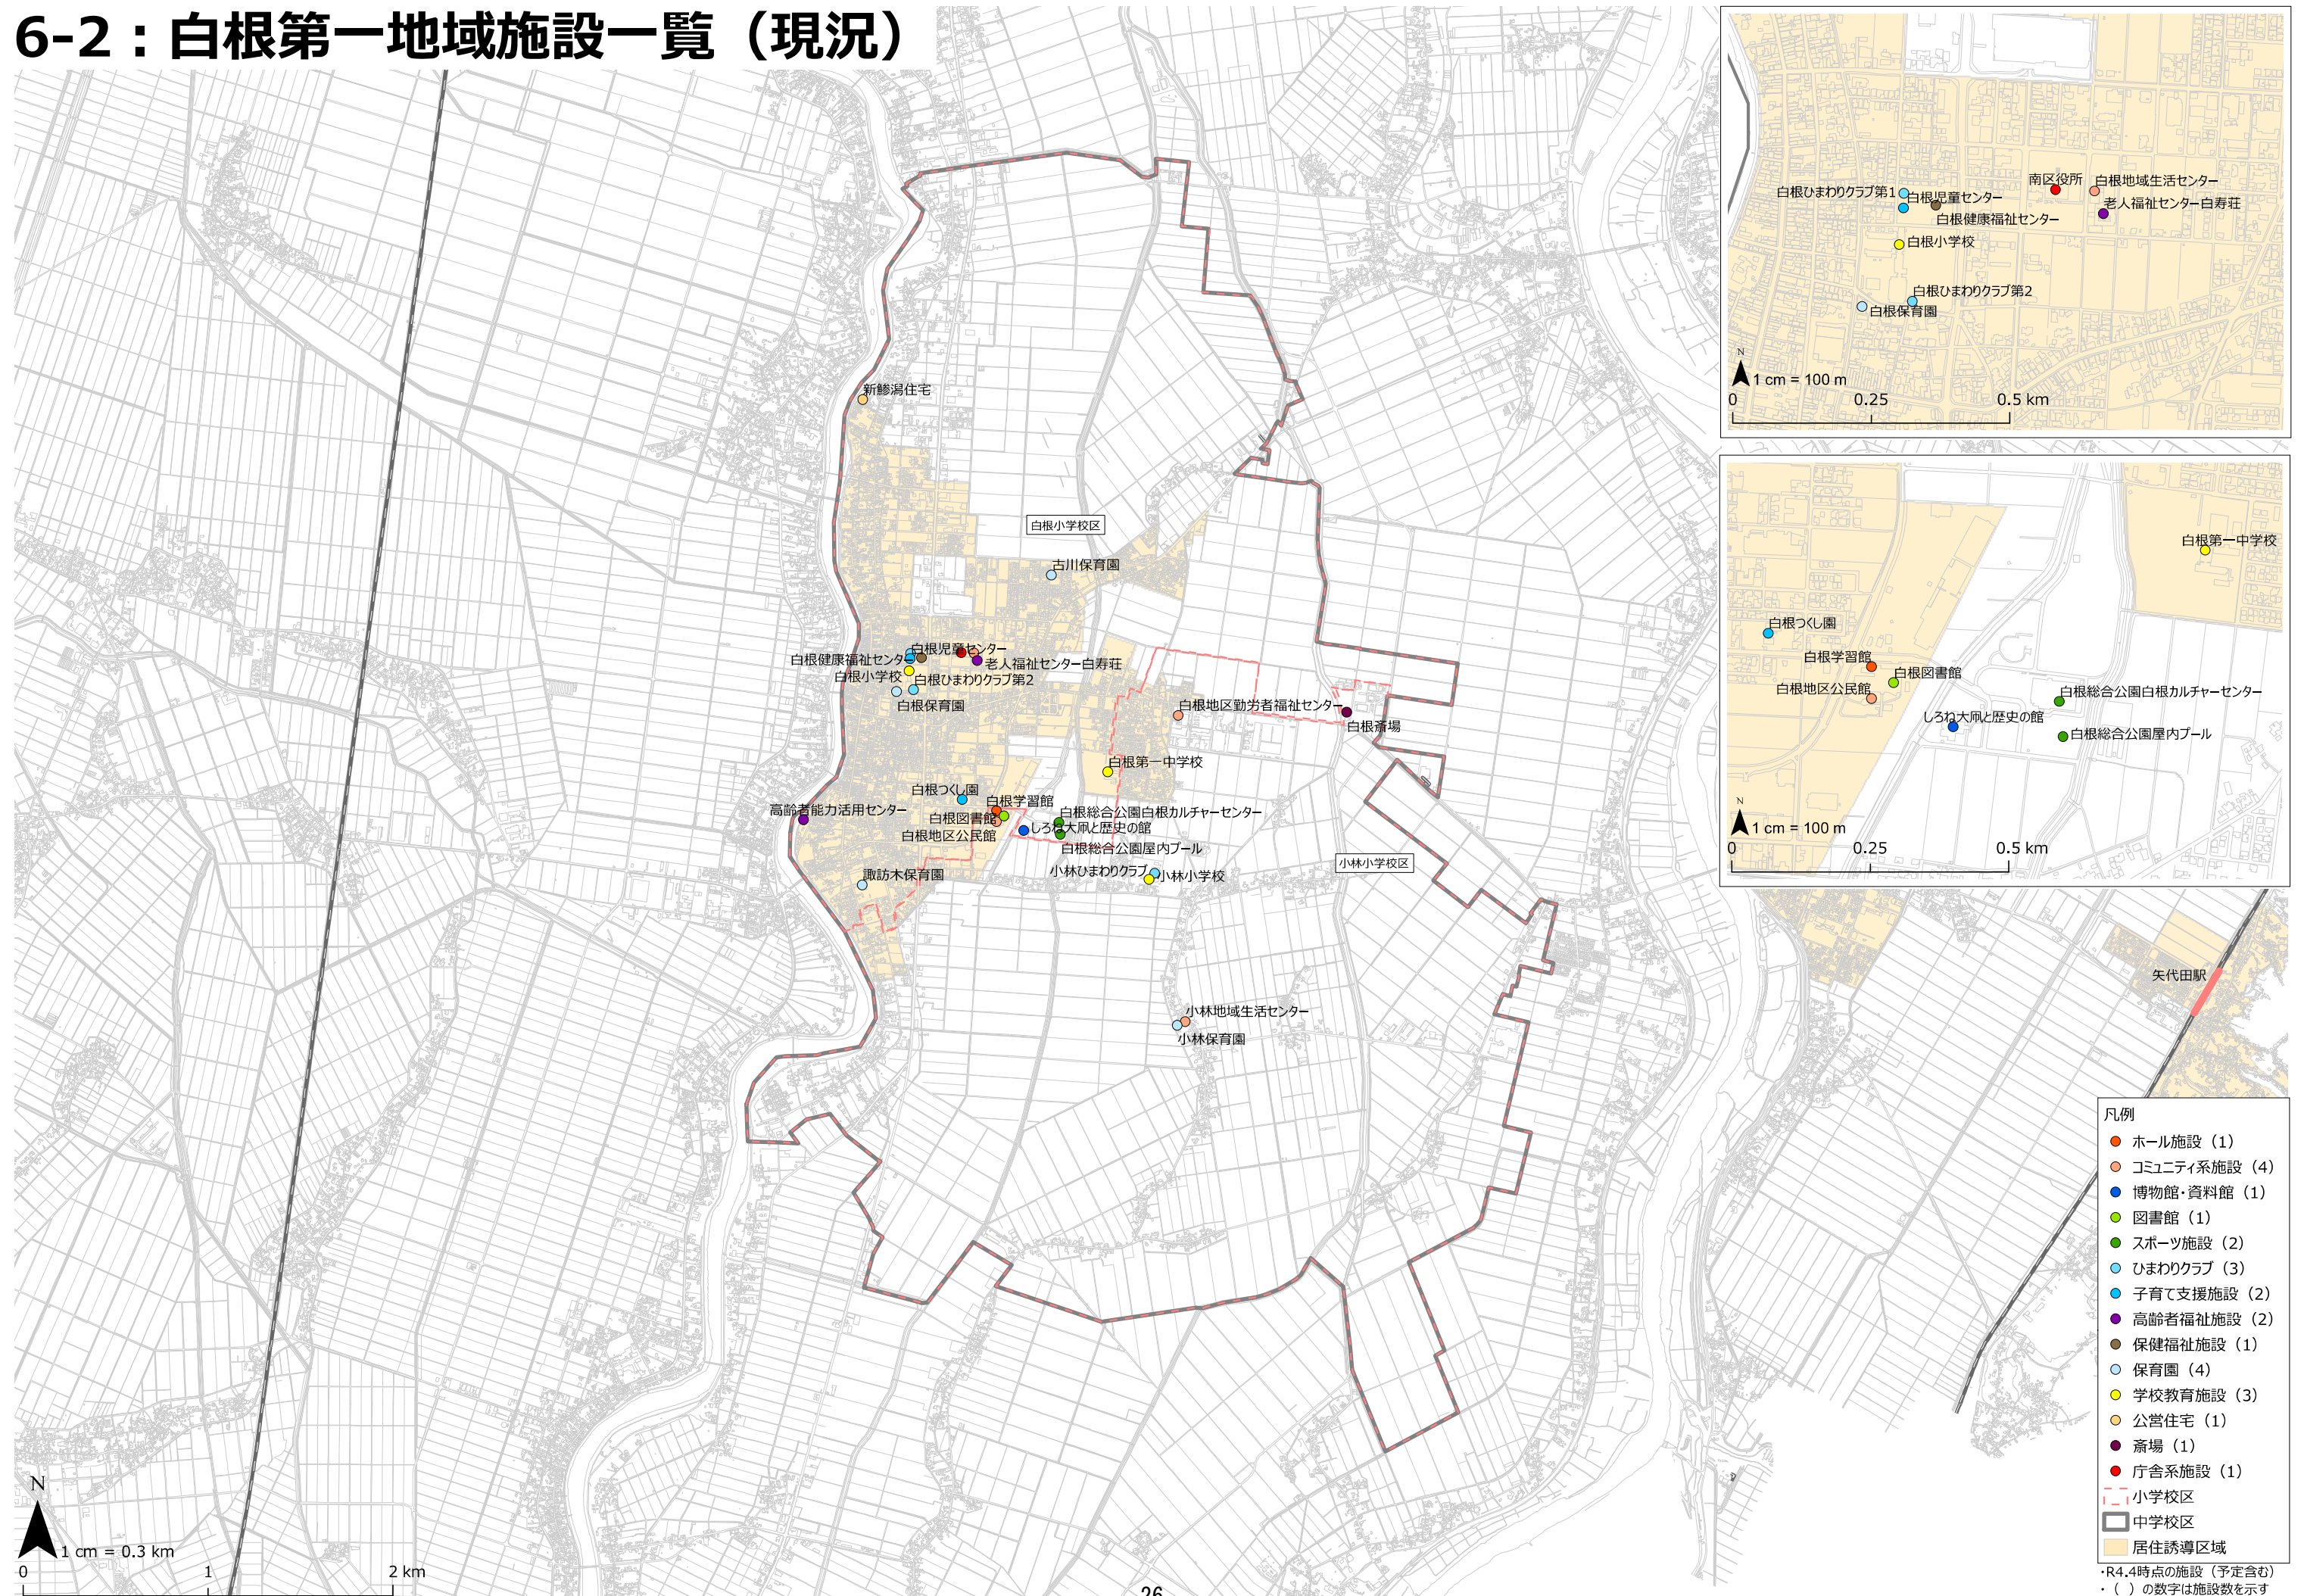 6-2：白根第一地域施設一覧（現況）
新鯵潟住宅
白根小学校区
古川保育園
白根児童センター
白根健康福祉センター
老人福祉センター白寿荘
白根小学校
白根ひまわりクラブ第2
白根保育園
白根地区勤労者福祉センター
白根斎場
白根第一中学校
白根つくし園
白根学習館
高齢者能力活用センター
白根図書館
白根総合公園白根カルチャーセンター
しろね大凧と歴史の館
白根地区公民館
白根総合公園屋内プール
小林小学校区
諏訪木保育園
小林ひまわりクラブ
小林小学校
小林地域生活センター
小林保育園
矢代田駅
N
1 cm = 0.3 km
0 1 2 km
26
白根ひまわりクラブ第1
白根児童センター
白根健康福祉センター
南区役所
白根地域生活センター
老人福祉センター白寿荘
白根小学校
白根ひまわりクラブ第2
白根保育園
N
1 cm = 100 m
0 0.25 0.5 km
白根第一中学校
白根つくし園
白根学習館
白根図書館
白根地区公民館
白根総合公園白根カルチャーセンター
しろね大凧と歴史の館
白根総合公園屋内プール
N
1 cm = 100 m
0 0.25 0.5 km
凡例
ホール施設（1）
コミュニティ系施設（4）
博物館・資料館（1）
図書館（1）
スポーツ施設（2）
ひまわりクラブ（3）
子育て支援施設（2）
高齢者福祉施設（2）
保健福祉施設（1）
保育園（4）
学校教育施設（3）
公営住宅（1）
斎場（1）
庁舎系施設（1）
小学校区
中学校区
居住誘導区域
・R4.4時点の施設（予定含む）
・（ ）の数字は施設数を示す